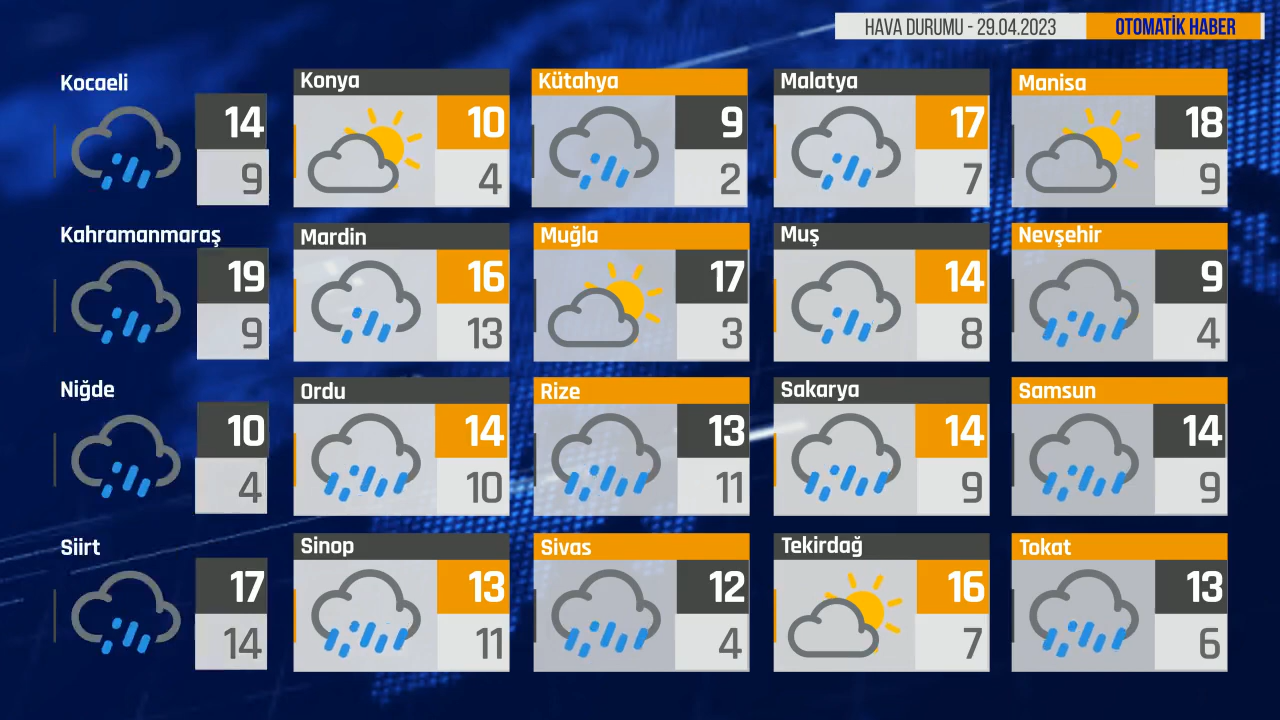 HAVA DURUMU - 29.04.2023 OTOMATİK HABER
Kocaeli
14
9
Konya
10
4
Kütahya
9
2
Malatya
17
7
Manisa
18
9
Kahramanmaraş
19
9
Mardin
16
13
Muğla
17
3
Muş
14
8
Nevşehir
9
4
Niğde
10
4
Ordu
14
10
Rize
13
11
Sakarya
14
9
Samsun
14
9
Siirt
17
14
Sinop
13
11
Sivas
12
4
Tekirdağ
16
7
Tokat
13
6